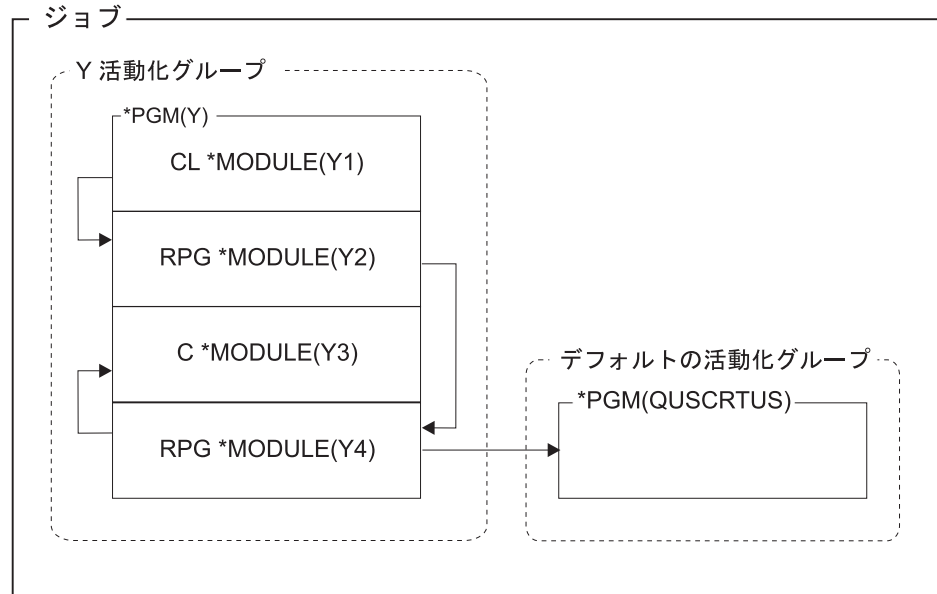 ジョブ
Y 活動化グループ
*PGM(Y)
CL *MODULE(Y1)
RPG *MODULE(Y2)
C *MODULE(Y3)
RPG *MODULE(Y4)
デフォルトの活動化グループ
*PGM(QUSCRTUS)